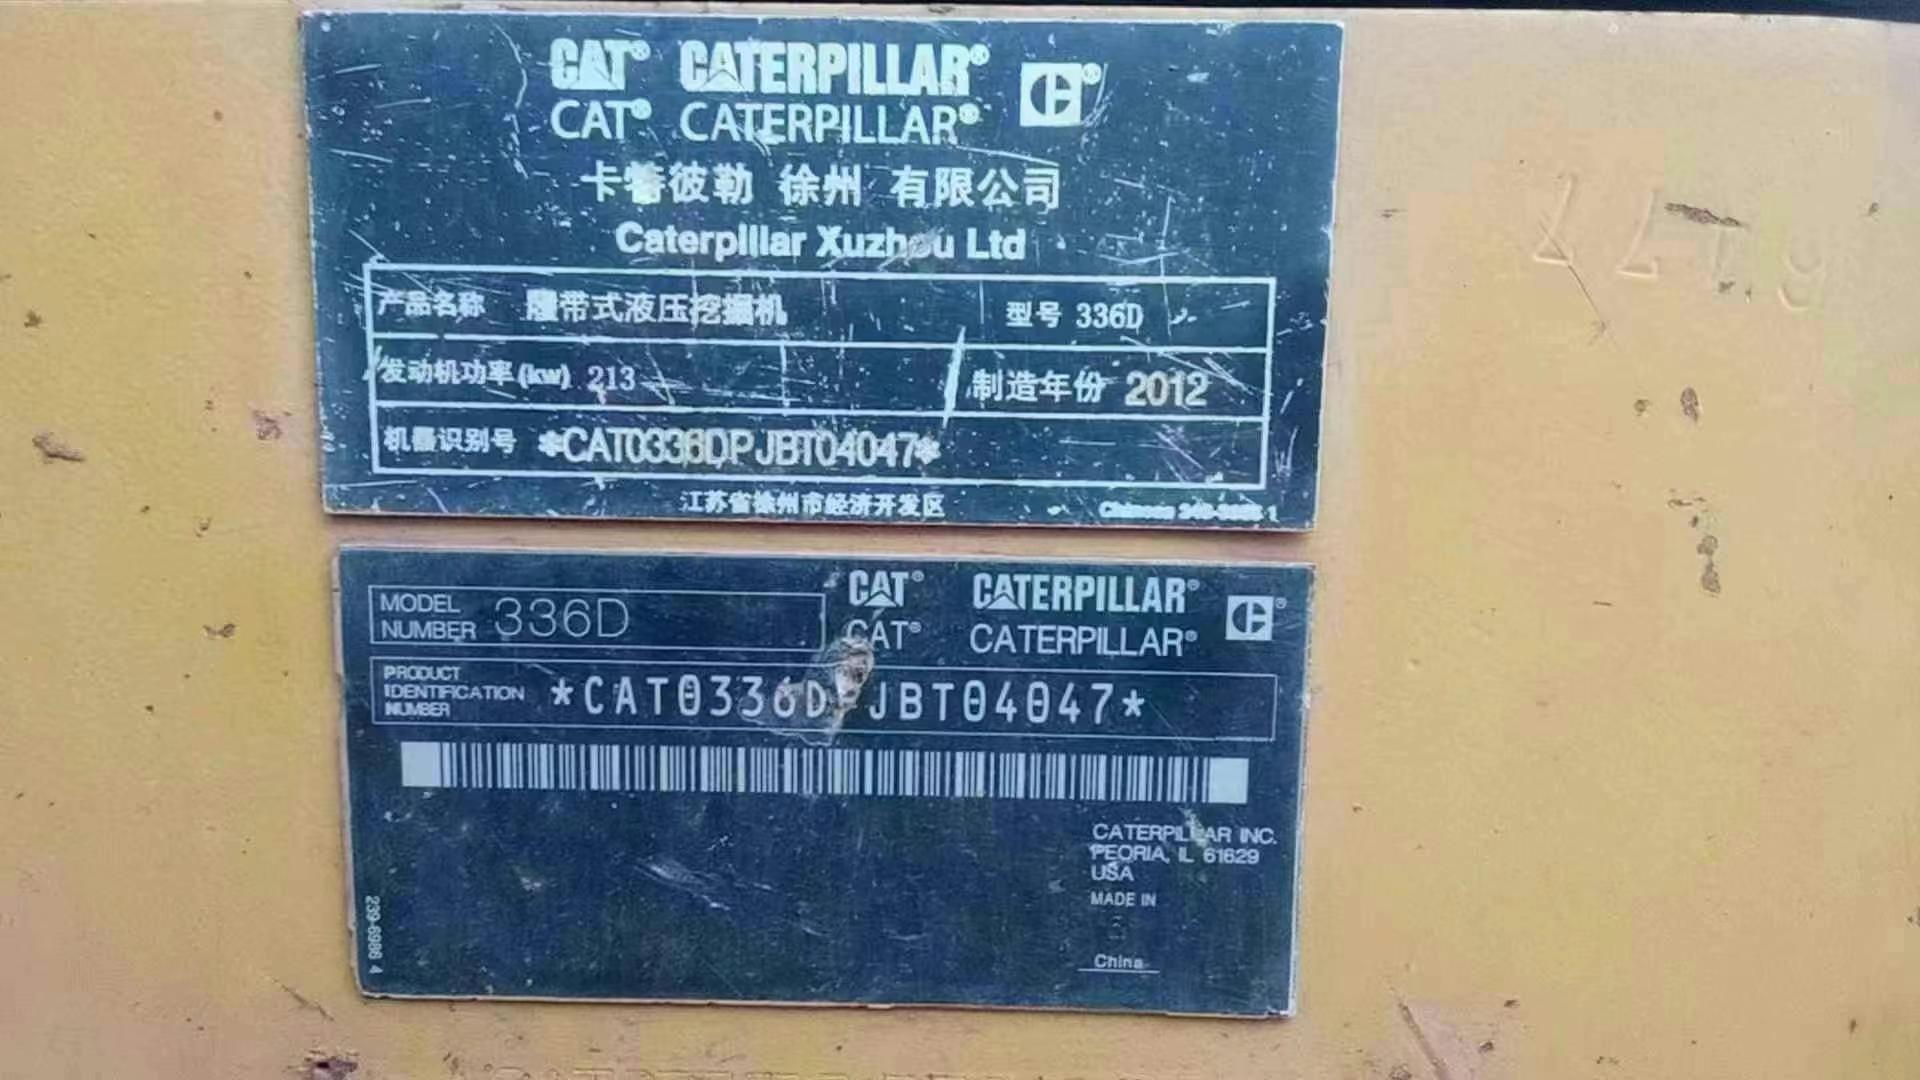 CAT® CATERPILLAR®
CAT® CATERPILLAR®
卡特彼勒 徐州 有限公司
Caterpillar Xuzhou Ltd
产品名称 履带式液压挖掘机 型号 336D
发动机功率(kw) 213 制造年份 2012
机器识别号 *CAT0336DPJBT04047*
江苏省徐州市经济开发区
Chinese
MODEL NUMBER 336D
CAT® CATERPILLAR®
CAT® CATERPILLAR®
PRODUCT IDENTIFICATION NUMBER *CAT0336D JBT04047*
CATERPILLAR INC.
PEORIA, IL 61629
USA
MADE IN
China
239-6986 4